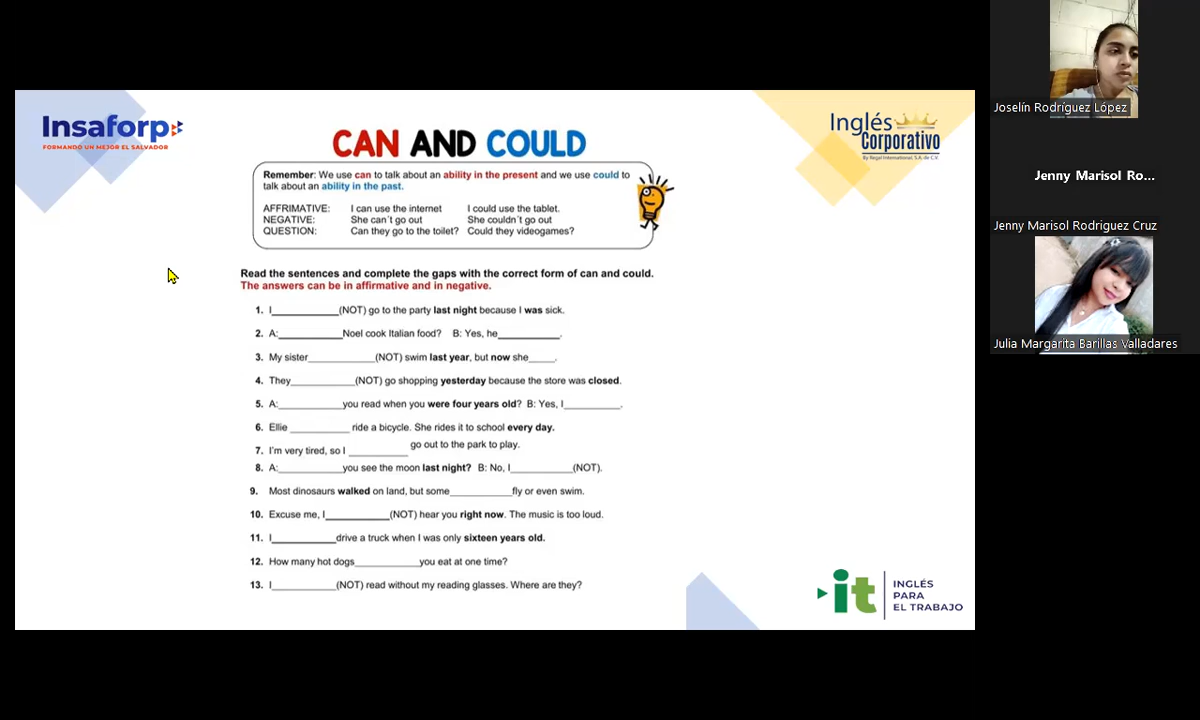 Insaforp
FORMANDO UN MEJOR EL SALVADOR
Inglés
Corporativo
By Regal International, S.A. de C.V.
CAN AND COULD
Remember: We use can to talk about an ability in the present and we use could to
talk about an ability in the past.
AFFIRMATIVE: I can use the internet I could use the tablet.
NEGATIVE: She can´t go out She couldn´t go out
QUESTION: Can they go to the toilet? Could they videogames?
Read the sentences and complete the gaps with the correct form of can and could.
The answers can be in affirmative and in negative.
1. I____________(NOT) go to the party last night because I was sick.
2. A:____________Noel cook Italian food? B: Yes, he___________.
3. My sister____________(NOT) swim last year, but now she_____.
4. They____________(NOT) go shopping yesterday because the store was closed.
5. A:____________you read when you were four years old? B: Yes, I__________.
6. Ellie ___________ ride a bicycle. She rides it to school every day.
7. I'm very tired, so I ___________ go out to the park to play.
8. A:____________you see the moon last night? B: No, I___________(NOT).
9. Most dinosaurs walked on land, but some___________fly or even swim.
10. Excuse me, I___________(NOT) hear you right now. The music is too loud.
11. I____________drive a truck when I was only sixteen years old.
12. How many hot dogs____________you eat at one time?
13. I____________(NOT) read without my reading glasses. Where are they?
it
INGLÉS
PARA
EL TRABAJO
Joselín Rodríguez López
Jenny Marisol Ro...
Jenny Marisol Rodriguez Cruz
Julia Margarita Barillas Valladares